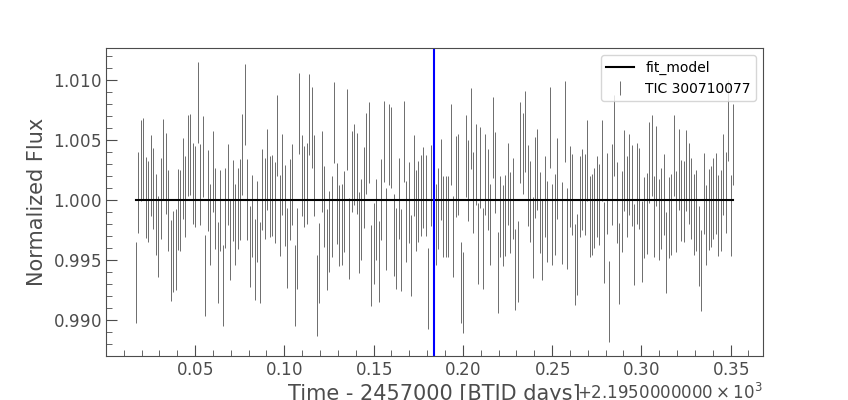 1.010
1.005
1.000
0.995
0.990
Normalized Flux
fit_model
TIC 300710077
0.05 0.10 0.15 0.20 0.25 0.30 0.35
Time - 2457000 [BTJD days]
+2.1950000000 × 10³